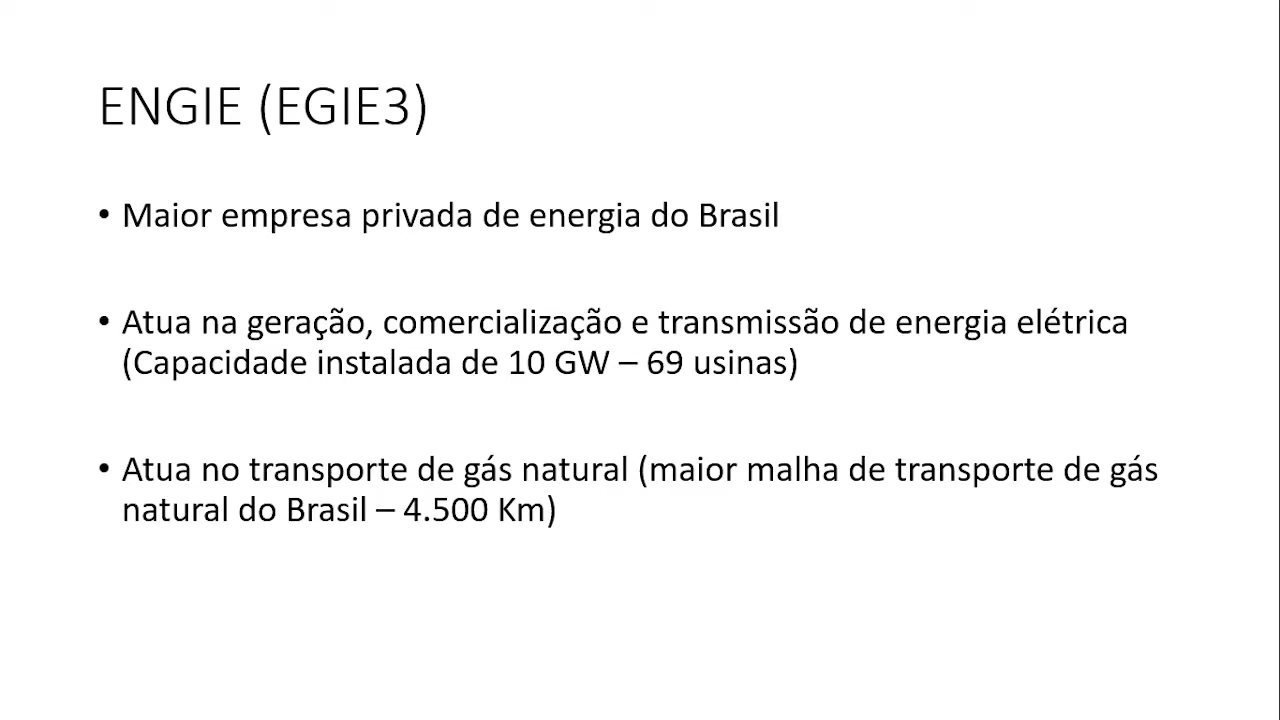 ENGIE (EGIE3)
• Maior empresa privada de energia do Brasil
• Atua na geração, comercialização e transmissão de energia elétrica
(Capacidade instalada de 10 GW – 69 usinas)
• Atua no transporte de gás natural (maior malha de transporte de gás
natural do Brasil – 4.500 Km)